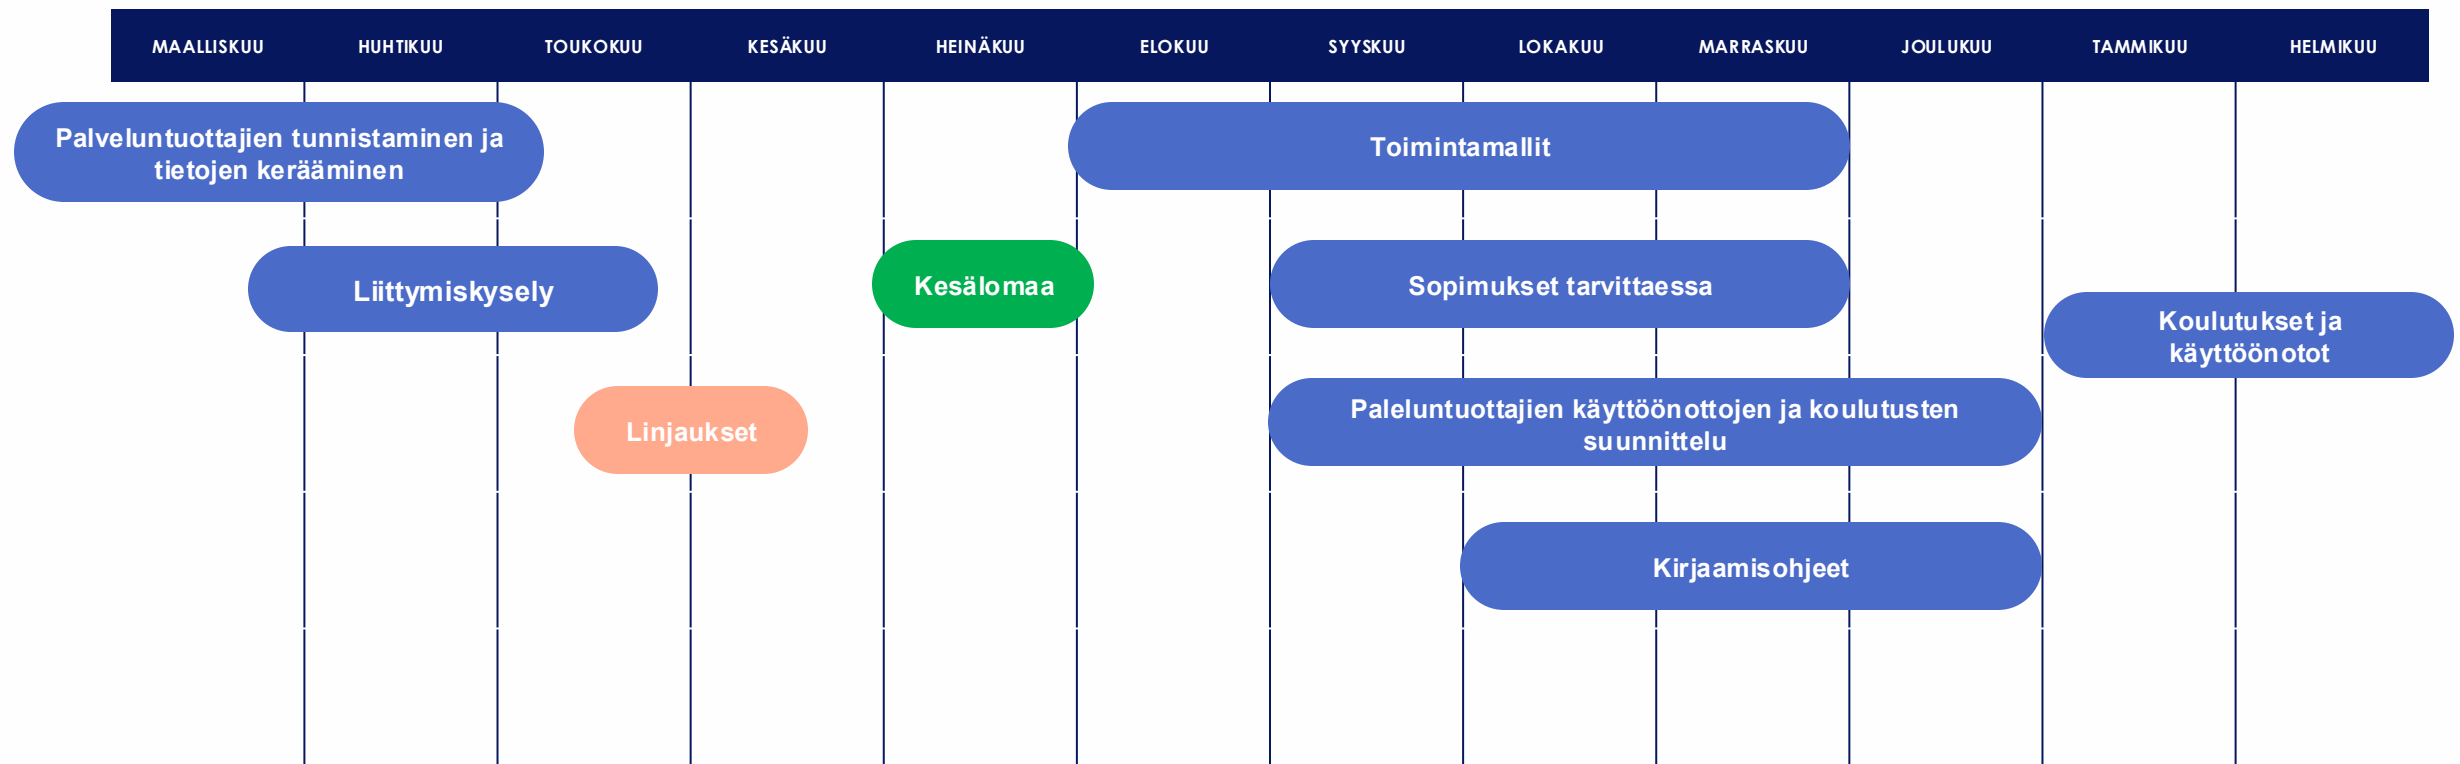 MAALLISKUU HUHTIKUU TOUKOKUU KESÄKUU HEINÄKUU ELOKUU SYYSKUU LOKAKUU MARRASKUU JOULUKUU TAMMIKUU HELMIKUU
Palveluntuottajien tunnistaminen ja
tietojen kerääminen
Toimintamallit
Liittymiskysely
Kesälomaa
Sopimukset tarvittaessa
Koulutukset ja
käyttöönotot
Linjaukset
Paleluntuottajien käyttöönottojen ja koulutusten
suunnittelu
Kirjaamisohjeet